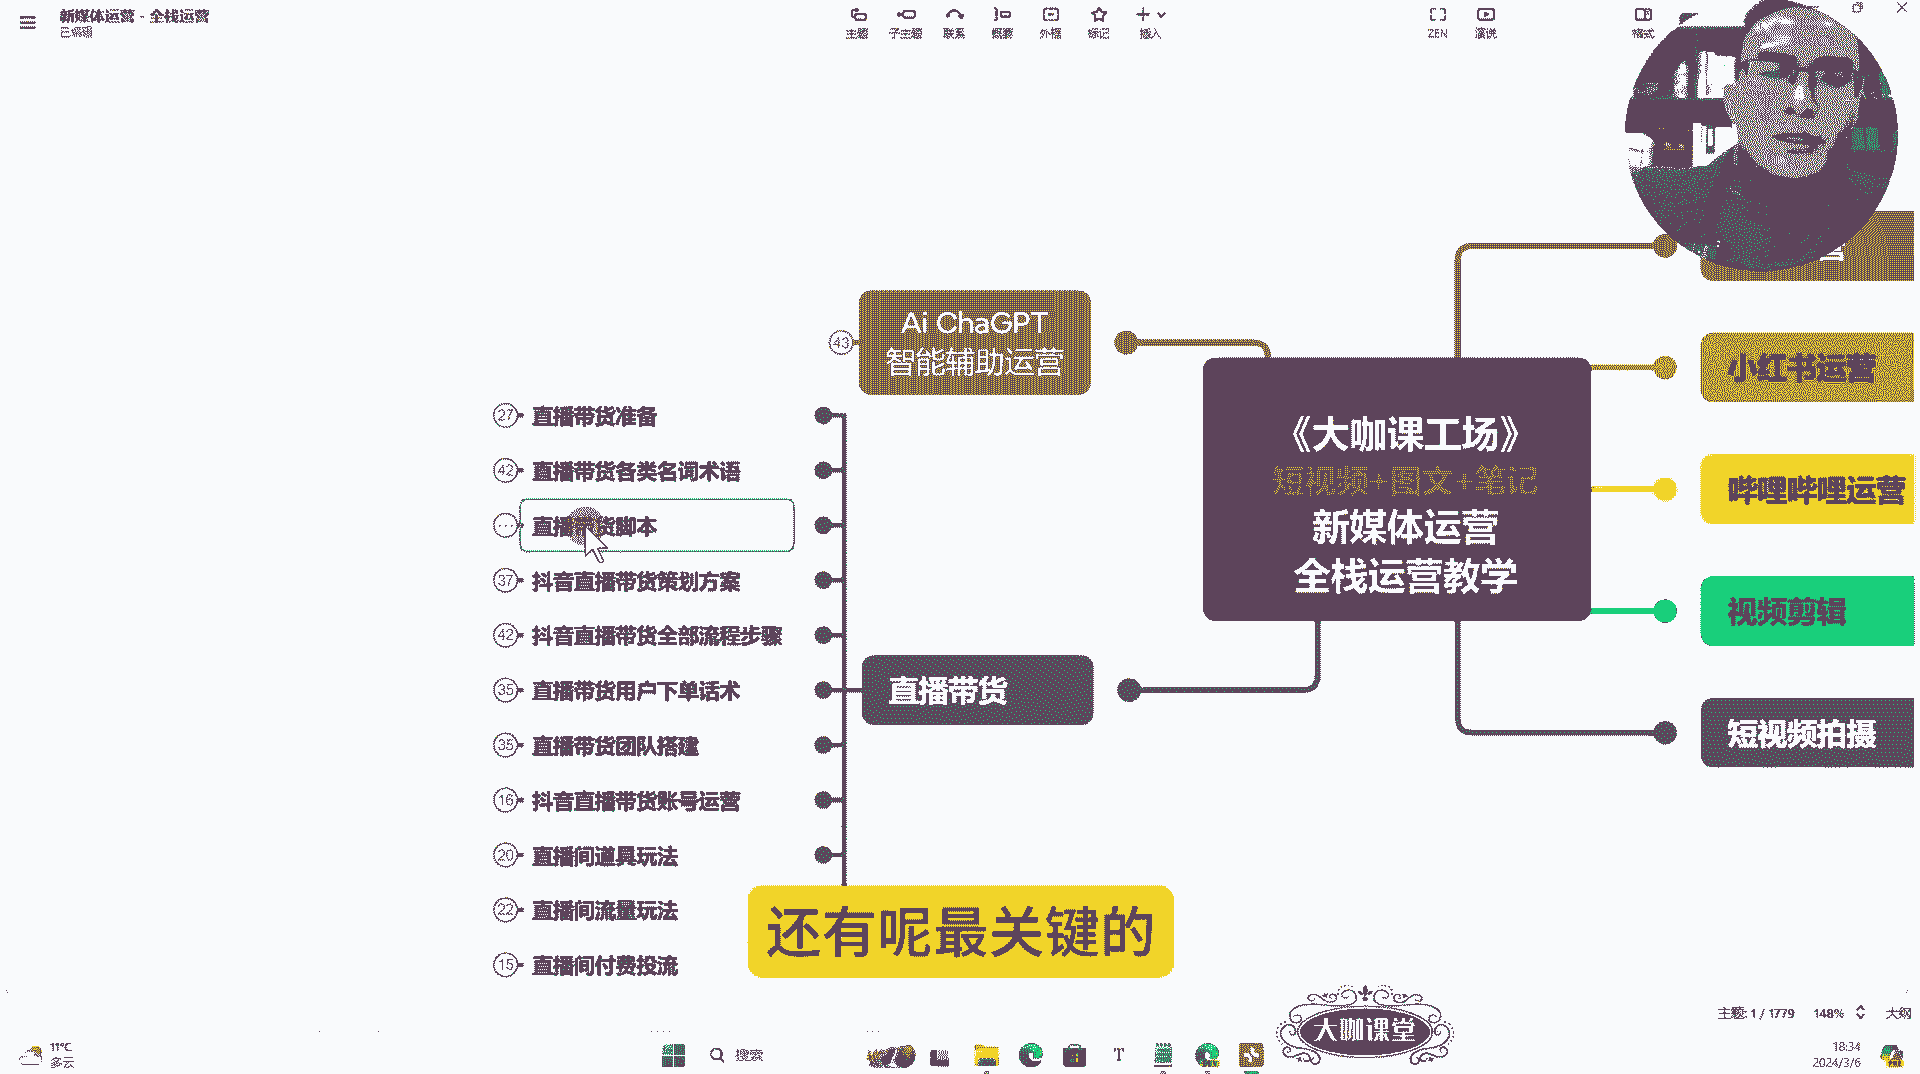 新媒体运营 - 全栈运营
已编辑
主题
子主题
联系
概要
外框
标记
插入
ZEN
演说
格式
Ai ChaGPT
智能辅助运营
43
27
直播带货准备
42
直播带货各类名词术语
直播带货脚本
37
抖音直播带货策划方案
42
抖音直播带货全部流程步骤
35
直播带货用户下单话术
35
直播带货团队搭建
16
抖音直播带货账号运营
20
直播间道具玩法
22
直播间流量玩法
15
直播间付费投流
直播带货
《大咖课工场》
短视频+图文+笔记
新媒体运营
全栈运营教学
小红书运营
哔哩哔哩运营
视频剪辑
短视频拍摄
还有呢最关键的
大咖课堂
主题: 1 / 1779
148%
大纲
11°C
多云
搜索
18:34
2024/3/6